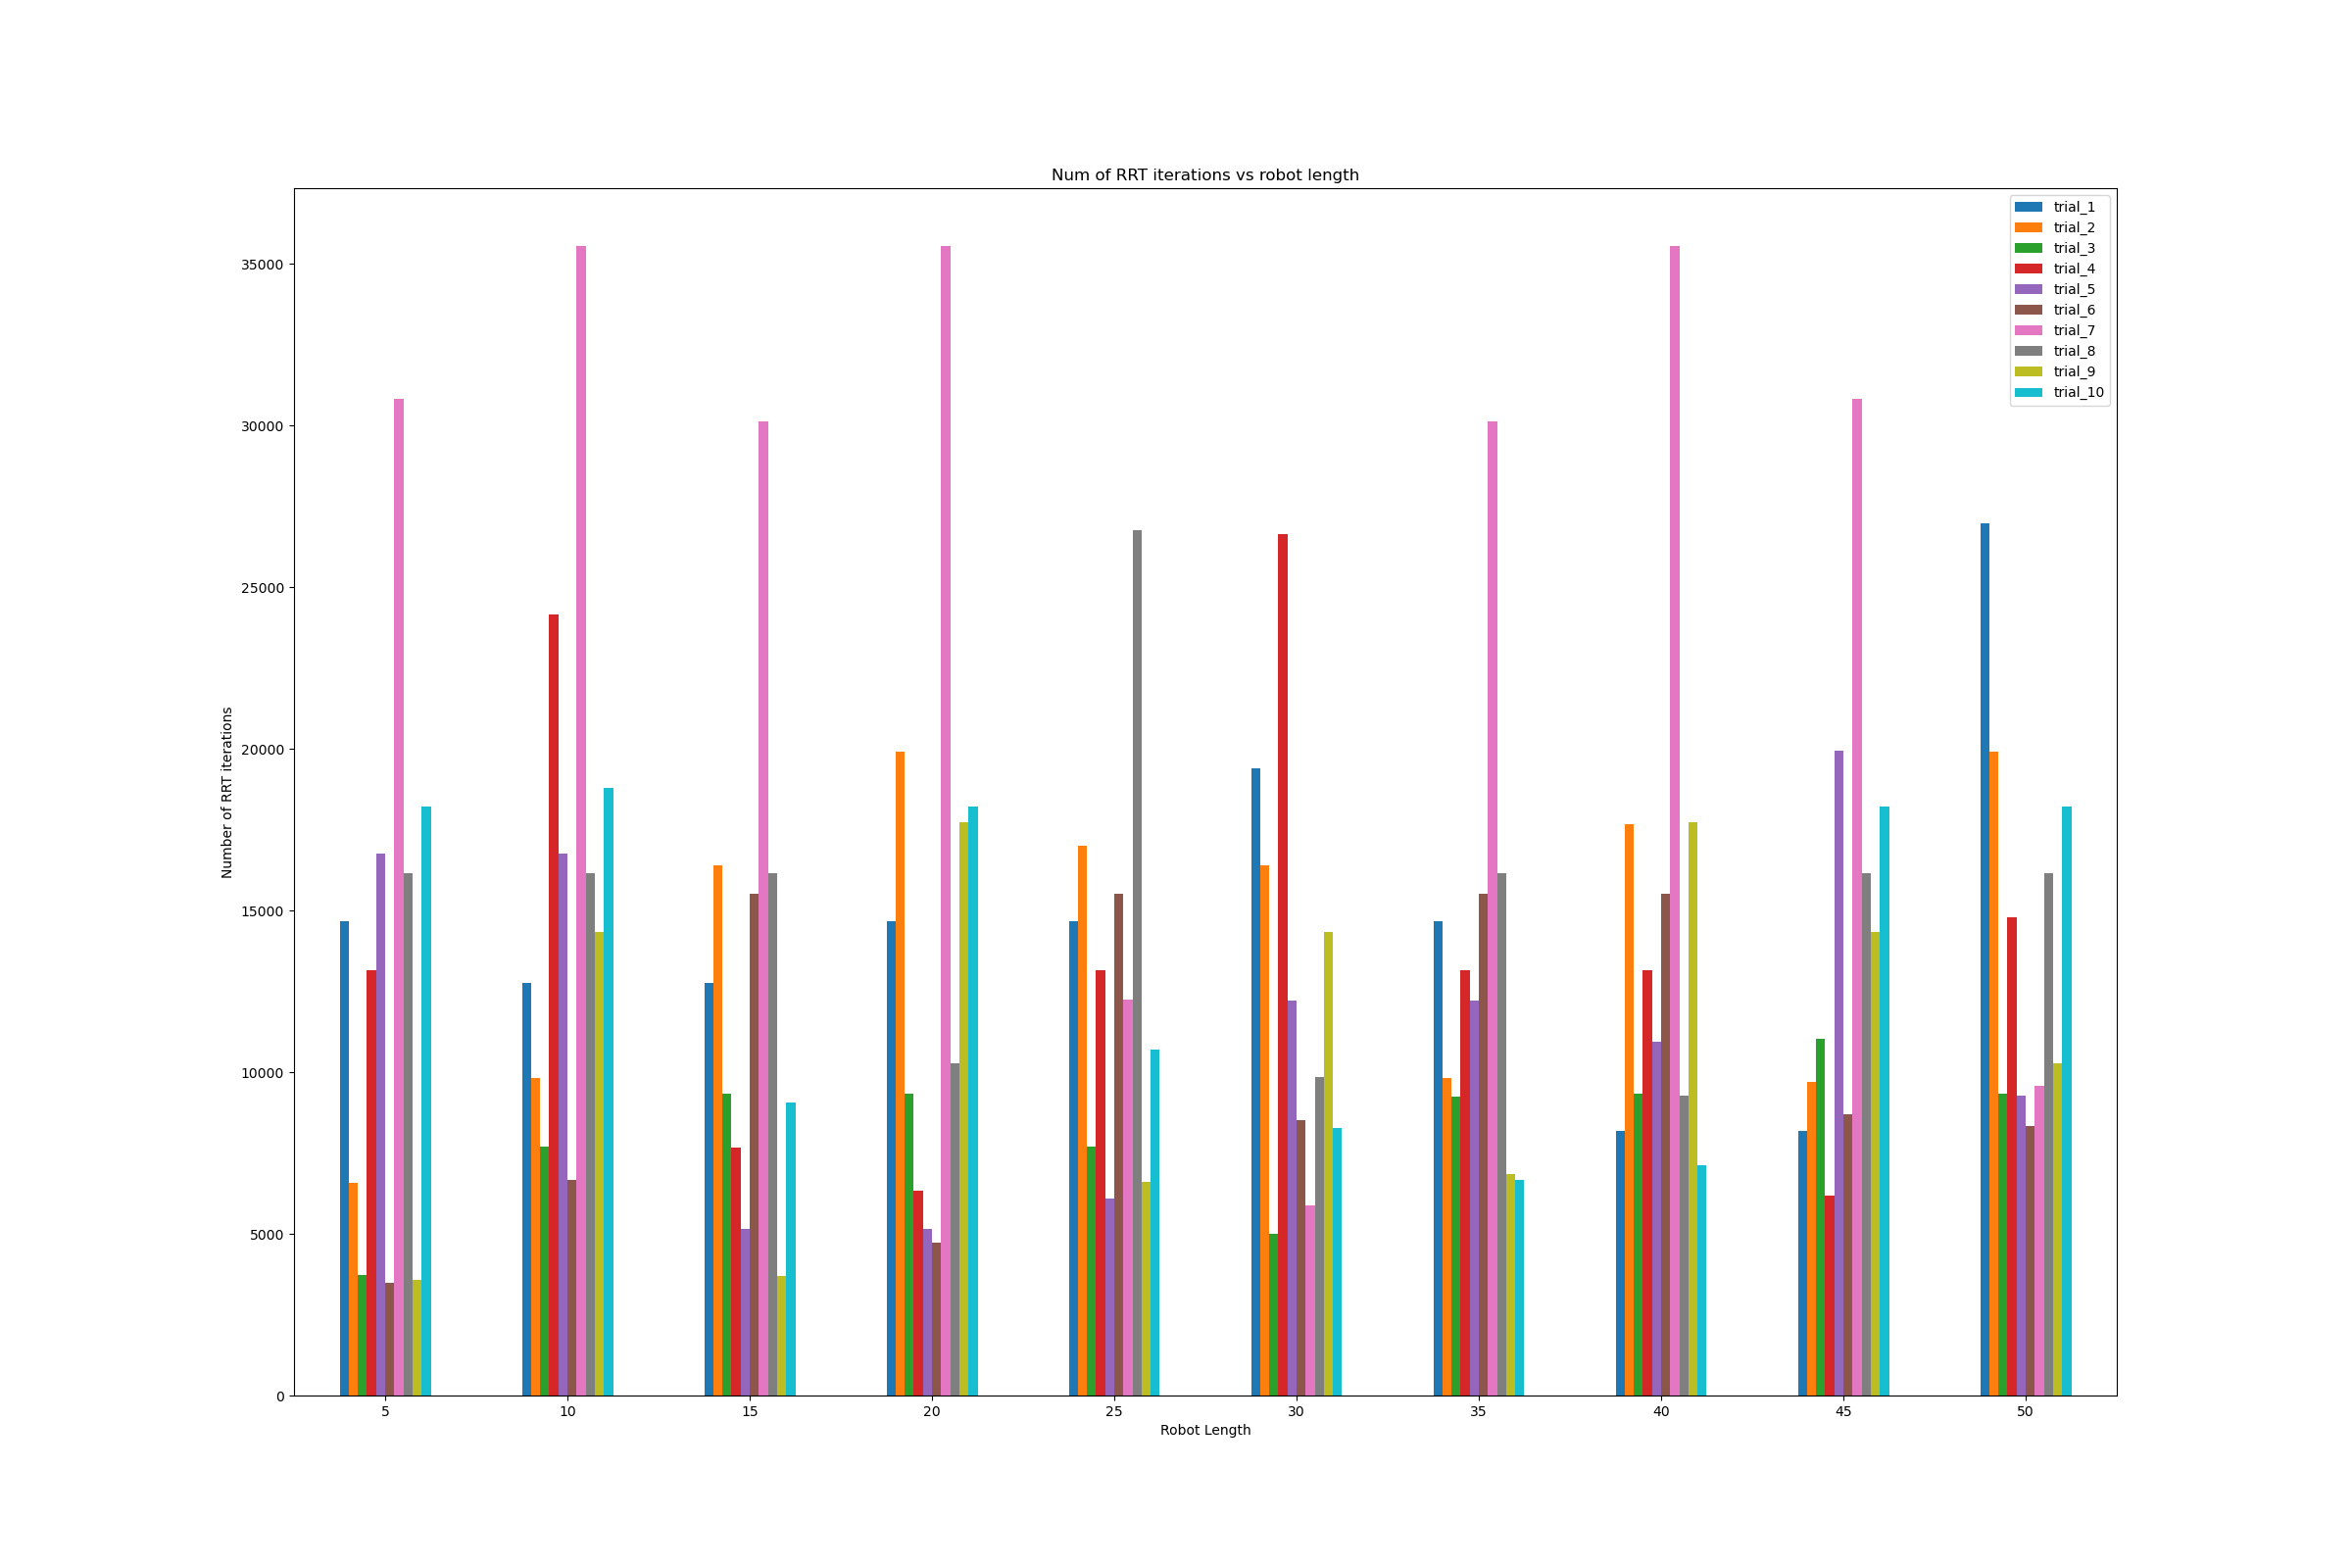 Num of RRT iterations vs robot length
trial_1
trial_2
trial_3
trial_4
trial_5
trial_6
trial_7
trial_8
trial_9
trial_10
Number of RRT iterations
35000
30000
25000
20000
15000
10000
5000
0
5 10 15 20 25 30 35 40 45 50
Robot Length